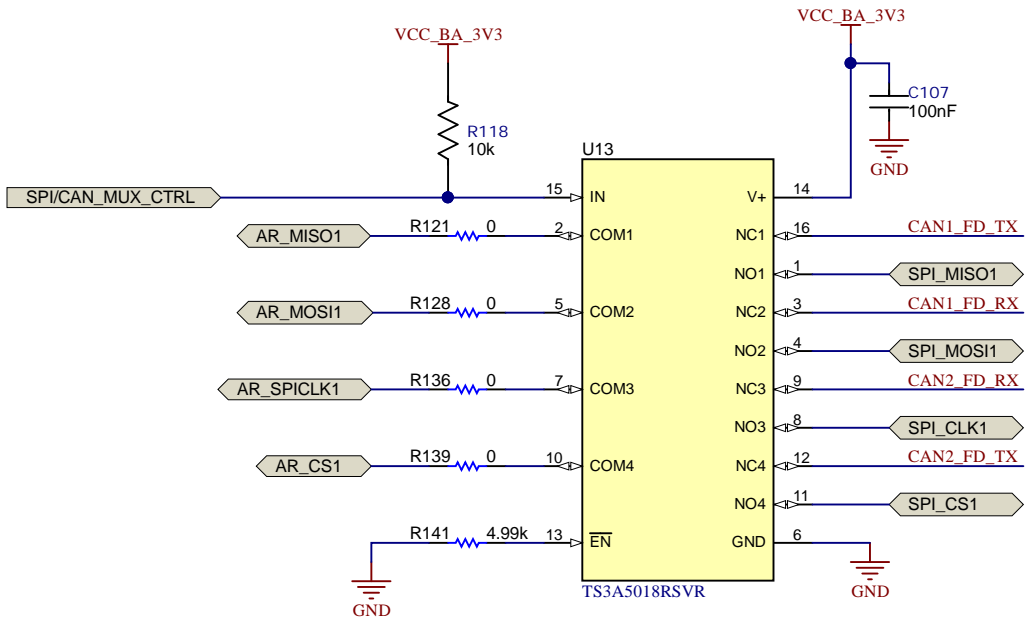 VCC_BA_3V3
VCC_BA_3V3
C107
100nF
GND
R118
10k
U13
SPI/CAN_MUX_CTRL
15
IN
V+
14
AR_MISO1
R121
0
2
COM1
NC1
16
CAN1_FD_TX
NO1
1
SPI_MISO1
AR_MOSI1
R128
0
5
COM2
NC2
3
CAN1_FD_RX
NO2
4
SPI_MOSI1
AR_SPICLK1
R136
0
7
COM3
NC3
9
CAN2_FD_RX
NO3
8
SPI_CLK1
AR_CS1
R139
0
10
COM4
NC4
12
CAN2_FD_TX
NO4
11
SPI_CS1
R141
4.99k
13
EN
GND
6
GND
GND
TS3A5018RSVR